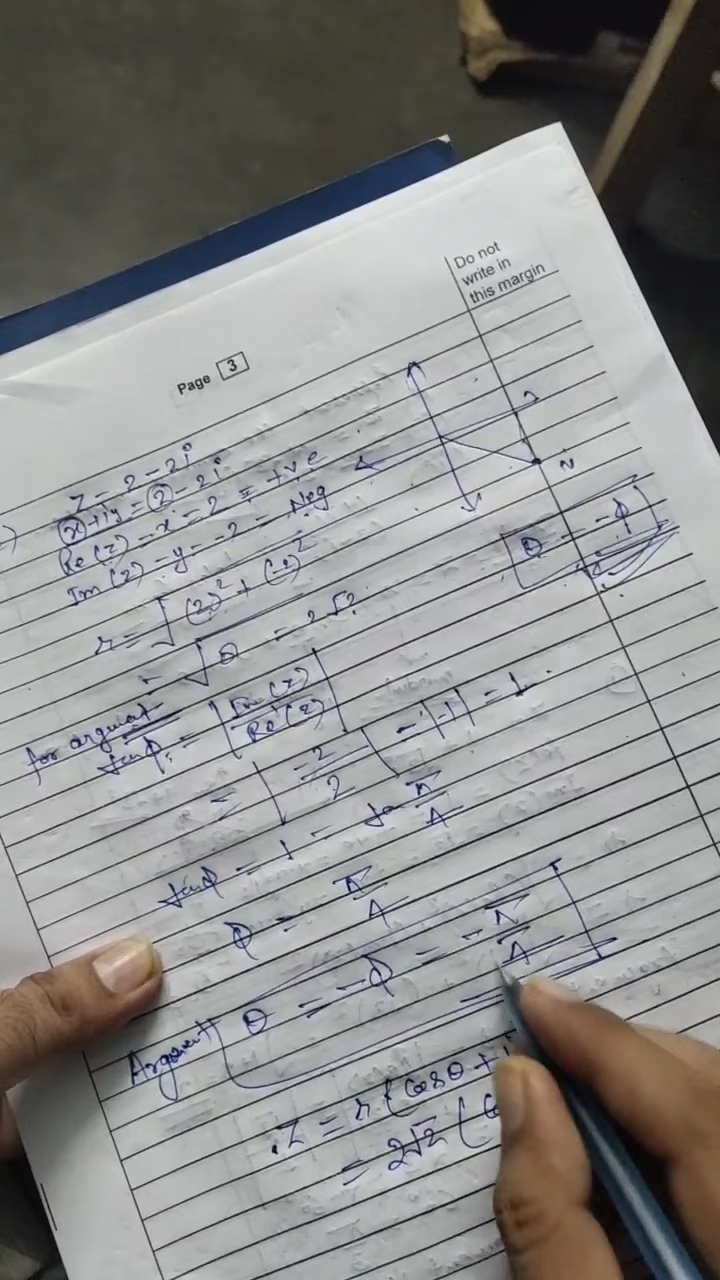 Do not
write in
this margin
Page 3
Z = 2 - 2i
x + iy = 2 - 2i
Re(z) = x = 2 = +ve
Im(z) = y = -2 = Neg
r = √(2)² + (-2)²
= √8 = 2√2
θ = -φ
for argument
tanφ = |Im(z)/Re(z)|
= |-2/2| = |-1| = 1
tanφ = 1 = tan π/4
φ = π/4
Argument θ = -φ = -π/4
Z = r (cosθ + i
= 2√2 (